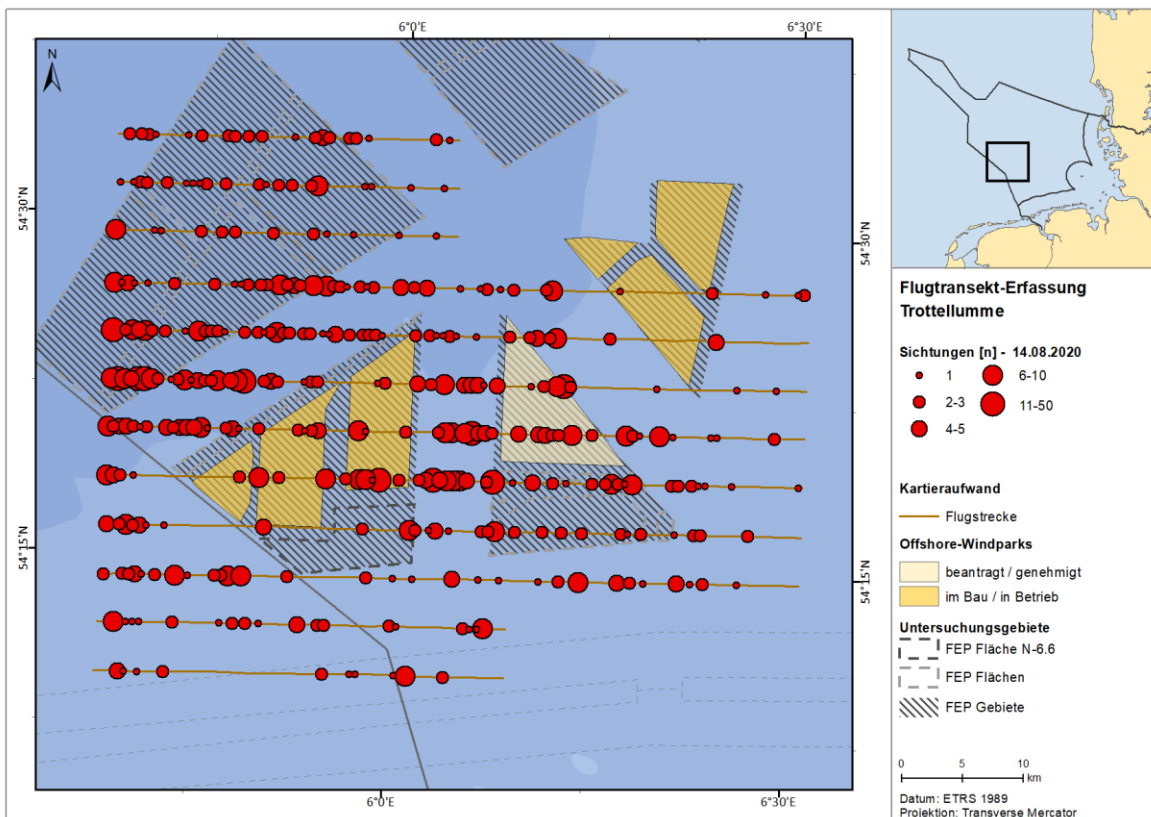 6°0'E
6°30'E
N
54°30'N
54°30'N
54°15'N
54°15'N
6°0'E
6°30'E
Flugtransekt-Erfassung
Trottellumme
Sichtungen [n] - 14.08.2020
1
6-10
2-3
11-50
4-5
Kartieraufwand
Flugstrecke
Offshore-Windparks
beantragt / genehmigt
im Bau / in Betrieb
Untersuchungsgebiete
FEP Fläche N-6.6
FEP Flächen
FEP Gebiete
0 5 10
km
Datum: ETRS 1989
Projektion: Transverse Mercator